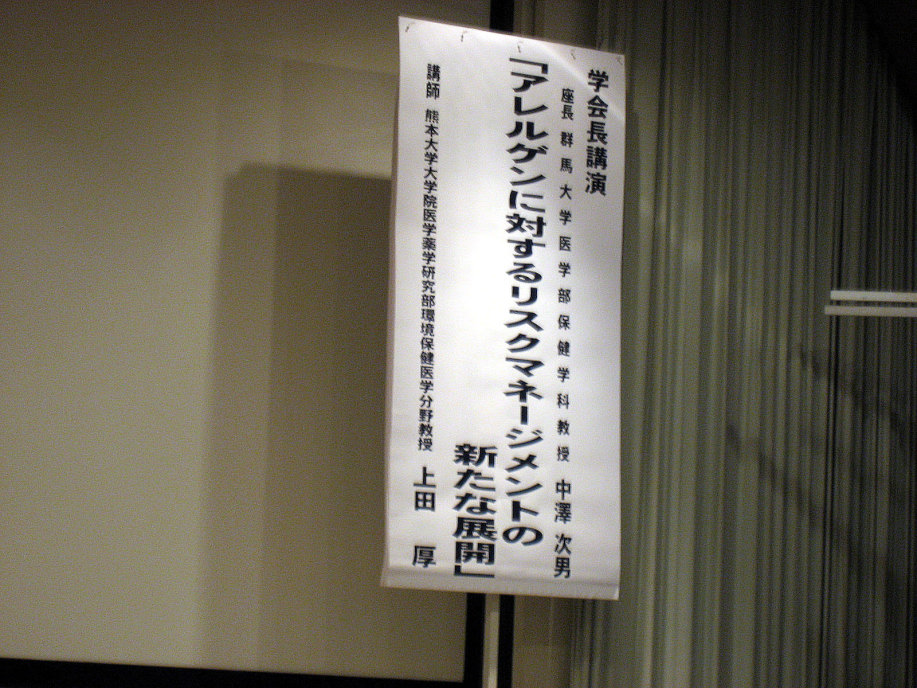 学会長講演
座長 群馬大学医学部保健学科教授 中澤 次男
「アレルゲンに対するリスクマネージメントの
新たな展開」
講師 熊本大学大学院医学薬学研究部環境保健医学分野教授 上田 厚